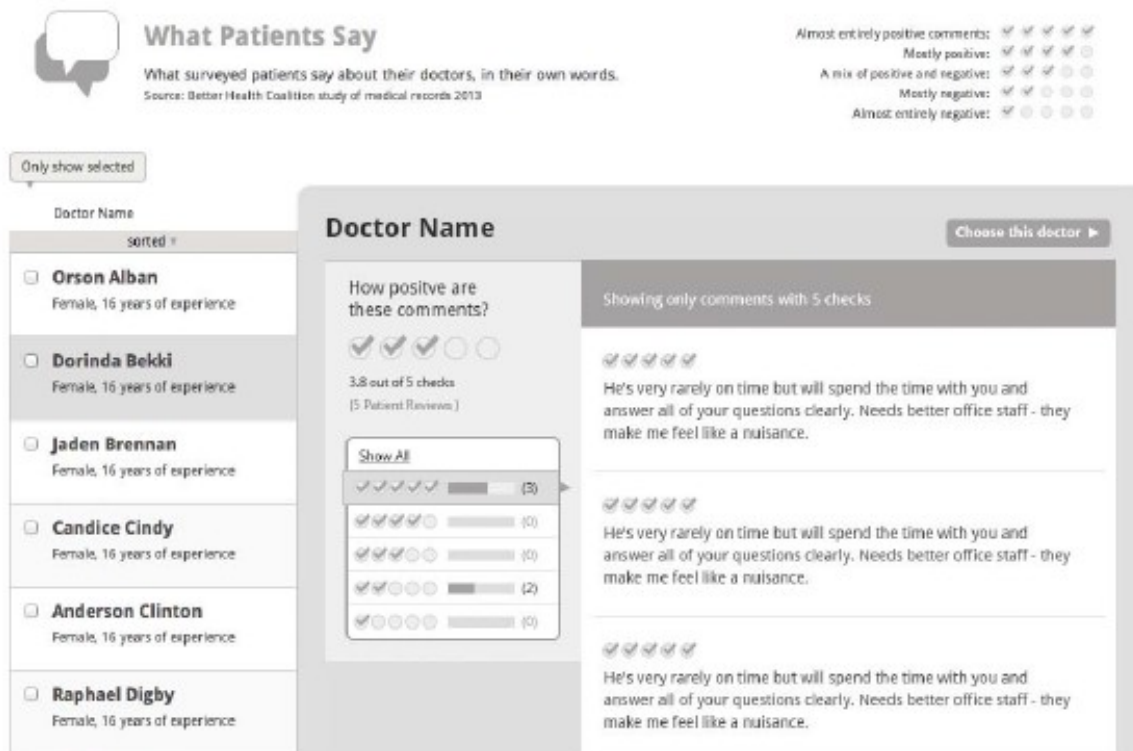 What Patients Say
What surveyed patients say about their doctors, in their own words.
Source: Better Health Coalition study of medical records 2013
Almost entirely positive comments:
Mostly positive:
A mix of positive and negative:
Mostly negative:
Almost entirely negative:
Only show selected
Doctor Name
sorted
Orson Alban
Female, 16 years of experience
Dorinda Bekki
Female, 16 years of experience
Jaden Brennan
Female, 16 years of experience
Candice Cindy
Female, 16 years of experience
Anderson Clinton
Female, 16 years of experience
Raphael Digby
Female, 16 years of experience
Doctor Name
Choose this doctor
How positve are
these comments?
3.8 out of 5 checks
(5 Patient Reviews )
Show All
(3)
(0)
(0)
(2)
(0)
Showing only comments with 5 checks
He's very rarely on time but will spend the time with you and
answer all of your questions clearly. Needs better office staff - they
make me feel like a nuisance.
He's very rarely on time but will spend the time with you and
answer all of your questions clearly. Needs better office staff - they
make me feel like a nuisance.
He's very rarely on time but will spend the time with you and
answer all of your questions clearly. Needs better office staff - they
make me feel like a nuisance.